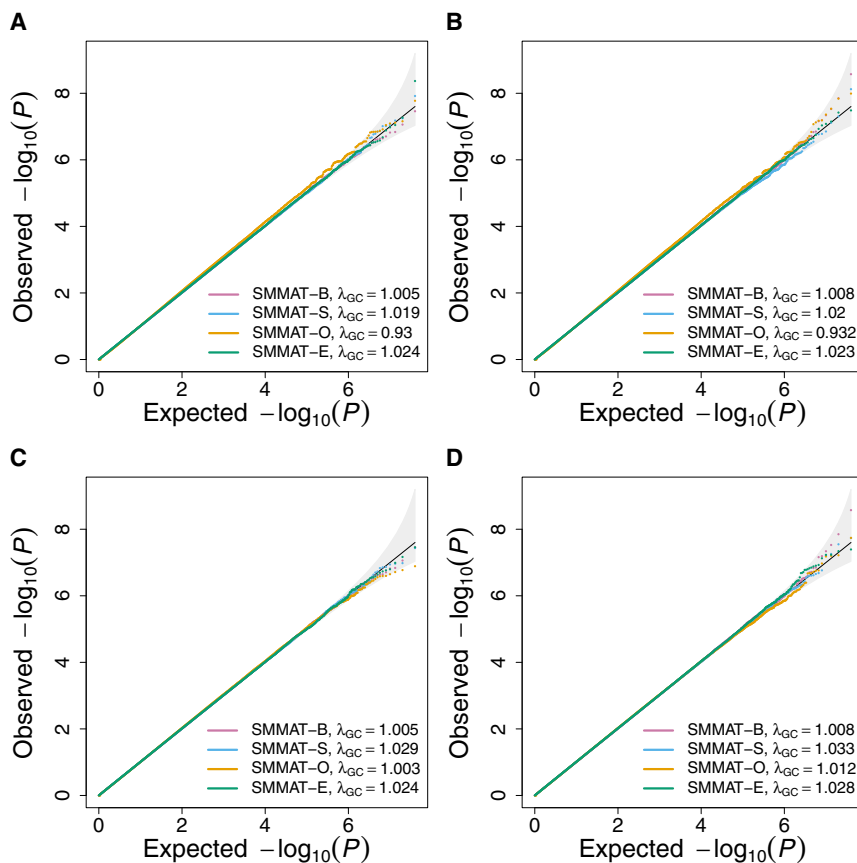 A
Observed −log10(P)
8
6
4
2
0
SMMAT−B, λGC = 1.005
SMMAT−S, λGC = 1.019
SMMAT−O, λGC = 0.93
SMMAT−E, λGC = 1.024
0 2 4 6
Expected −log10(P)
B
Observed −log10(P)
8
6
4
2
0
SMMAT−B, λGC = 1.008
SMMAT−S, λGC = 1.02
SMMAT−O, λGC = 0.932
SMMAT−E, λGC = 1.023
0 2 4 6
Expected −log10(P)
C
Observed −log10(P)
8
6
4
2
0
SMMAT−B, λGC = 1.005
SMMAT−S, λGC = 1.029
SMMAT−O, λGC = 1.003
SMMAT−E, λGC = 1.024
0 2 4 6
Expected −log10(P)
D
Observed −log10(P)
8
6
4
2
0
SMMAT−B, λGC = 1.008
SMMAT−S, λGC = 1.033
SMMAT−O, λGC = 1.012
SMMAT−E, λGC = 1.028
0 2 4 6
Expected −log10(P)